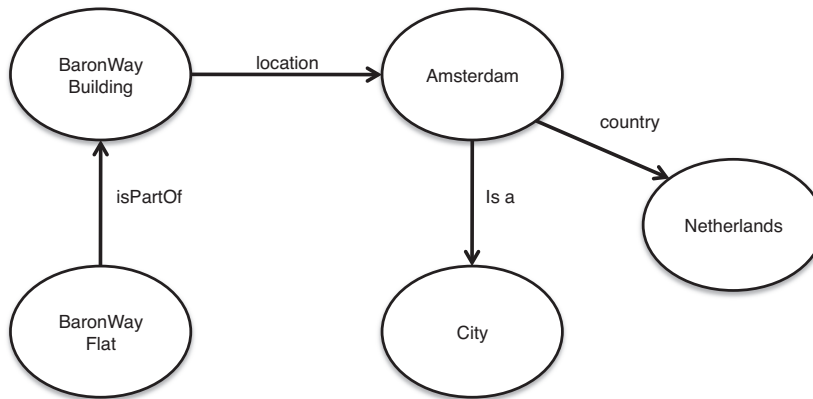 BaronWay
Building
location
Amsterdam
country
isPartOf
Is a
Netherlands
BaronWay
Flat
City